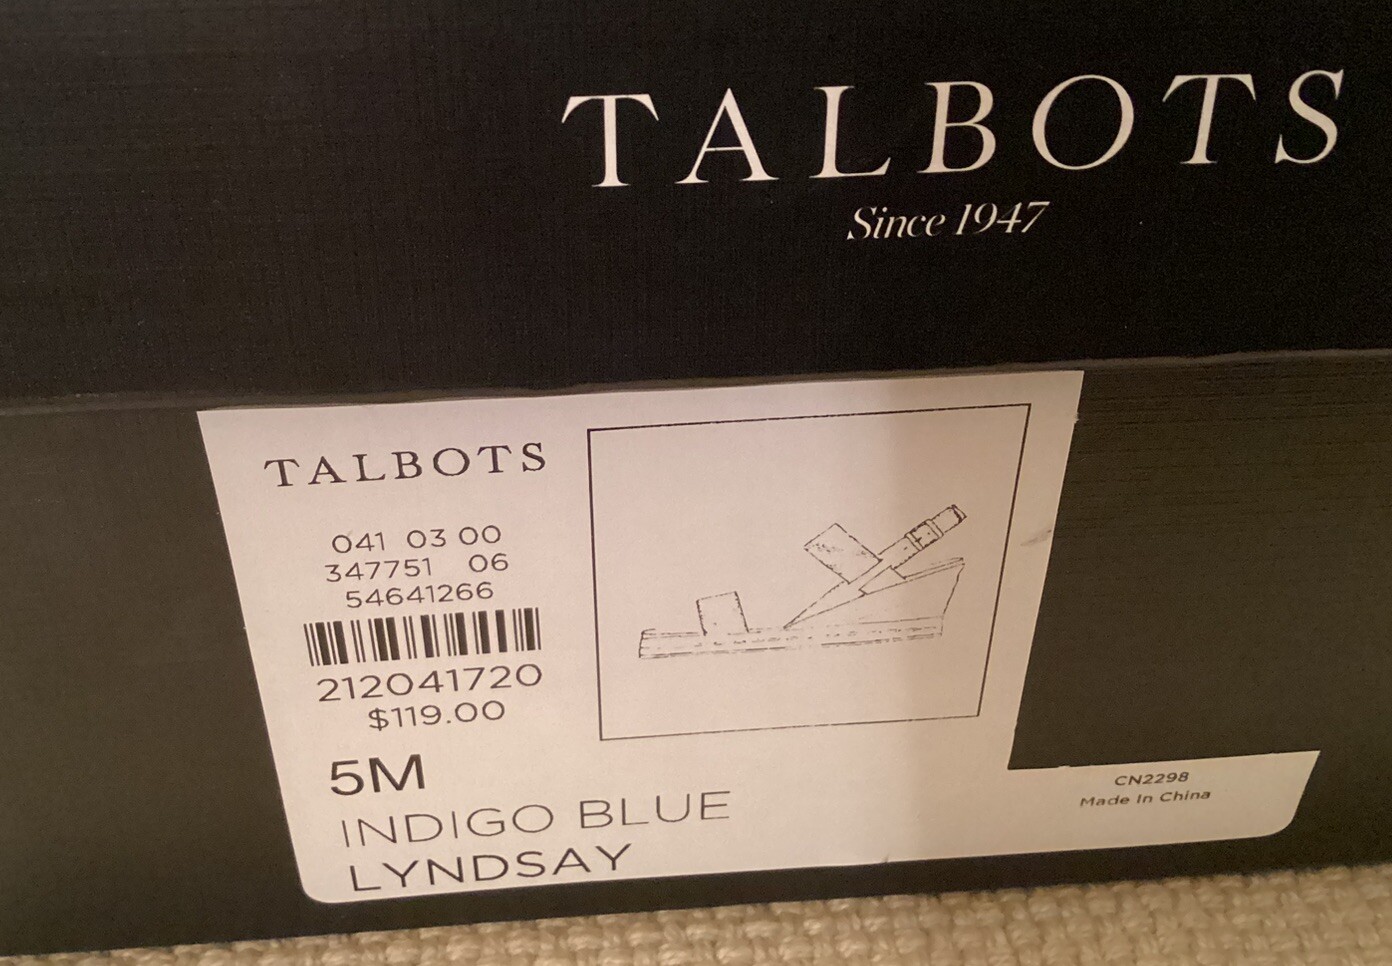 TALBOTS
Since 1947
TALBOTS
041 03 00
347751 06
54641266
212041720
$119.00
5M
INDIGO BLUE
LYNDSAY
CN2298
Made In China